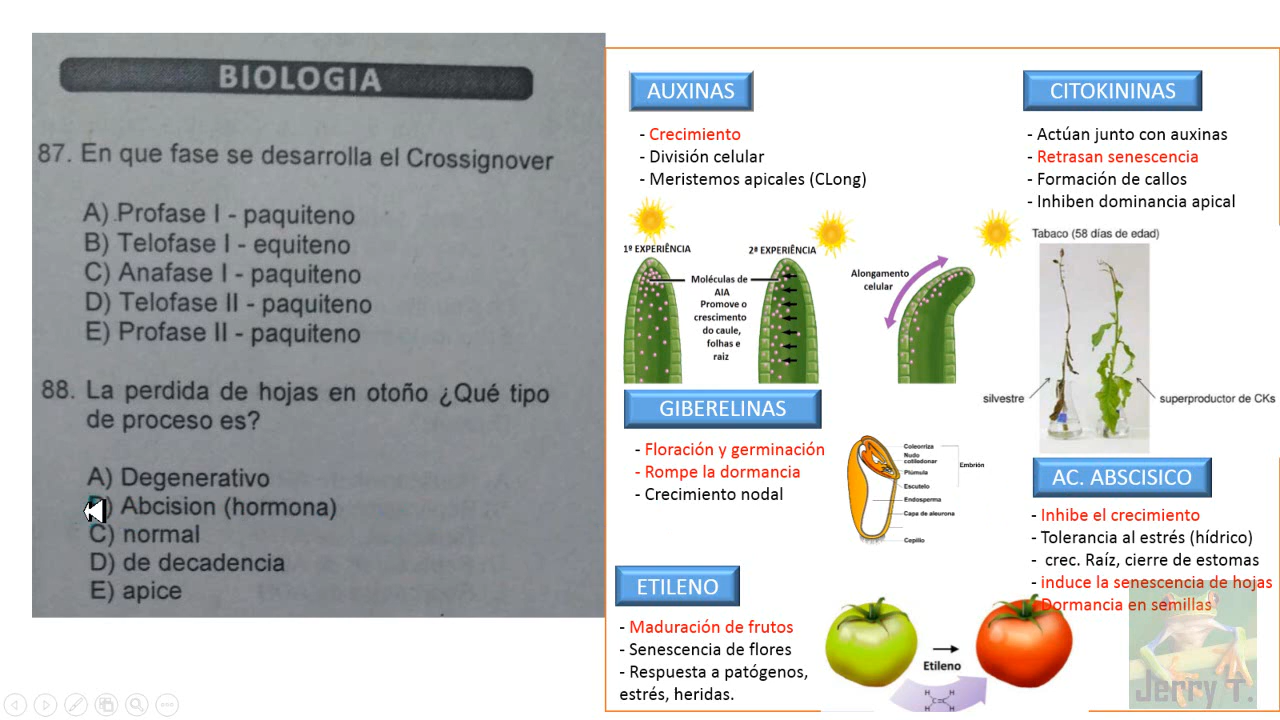 BIOLOGIA
87. En que fase se desarrolla el Crossignover
A) Profase I - paquiteno
B) Telofase I - equiteno
C) Anafase I - paquiteno
D) Telofase II - paquiteno
E) Profase II - paquiteno
88. La perdida de hojas en otoño ¿Qué tipo
de proceso es?
A) Degenerativo
Abcision (hormona)
C) normal
D) de decadencia
E) apice
AUXINAS
- Crecimiento
- División celular
- Meristemos apicales (CLong)
CITOKININAS
- Actúan junto con auxinas
- Retrasan senescencia
- Formación de callos
- Inhiben dominancia apical
1º EXPERIÊNCIA
2ª EXPERIÊNCIA
Moléculas de
AIA
Promove o
crescimento
do caule,
folhas e
raiz
Alongamento
celular
Tabaco (58 días de edad)
silvestre
superproductor de CKs
GIBERELINAS
- Floración y germinación
- Rompe la dormancia
- Crecimiento nodal
Coleorriza
Nudo
cotiledonar
Plúmula
Escutelo
Endosperma
Capa de aleurona
Cepillo
Embrión
AC. ABSCISICO
- Inhibe el crecimiento
- Tolerancia al estrés (hídrico)
- crec. Raíz, cierre de estomas
- induce la senescencia de hojas
- Dormancia en semillas
ETILENO
- Maduración de frutos
- Senescencia de flores
- Respuesta a patógenos,
estrés, heridas.
Etileno
H H
C=C
H H
Jerry T.